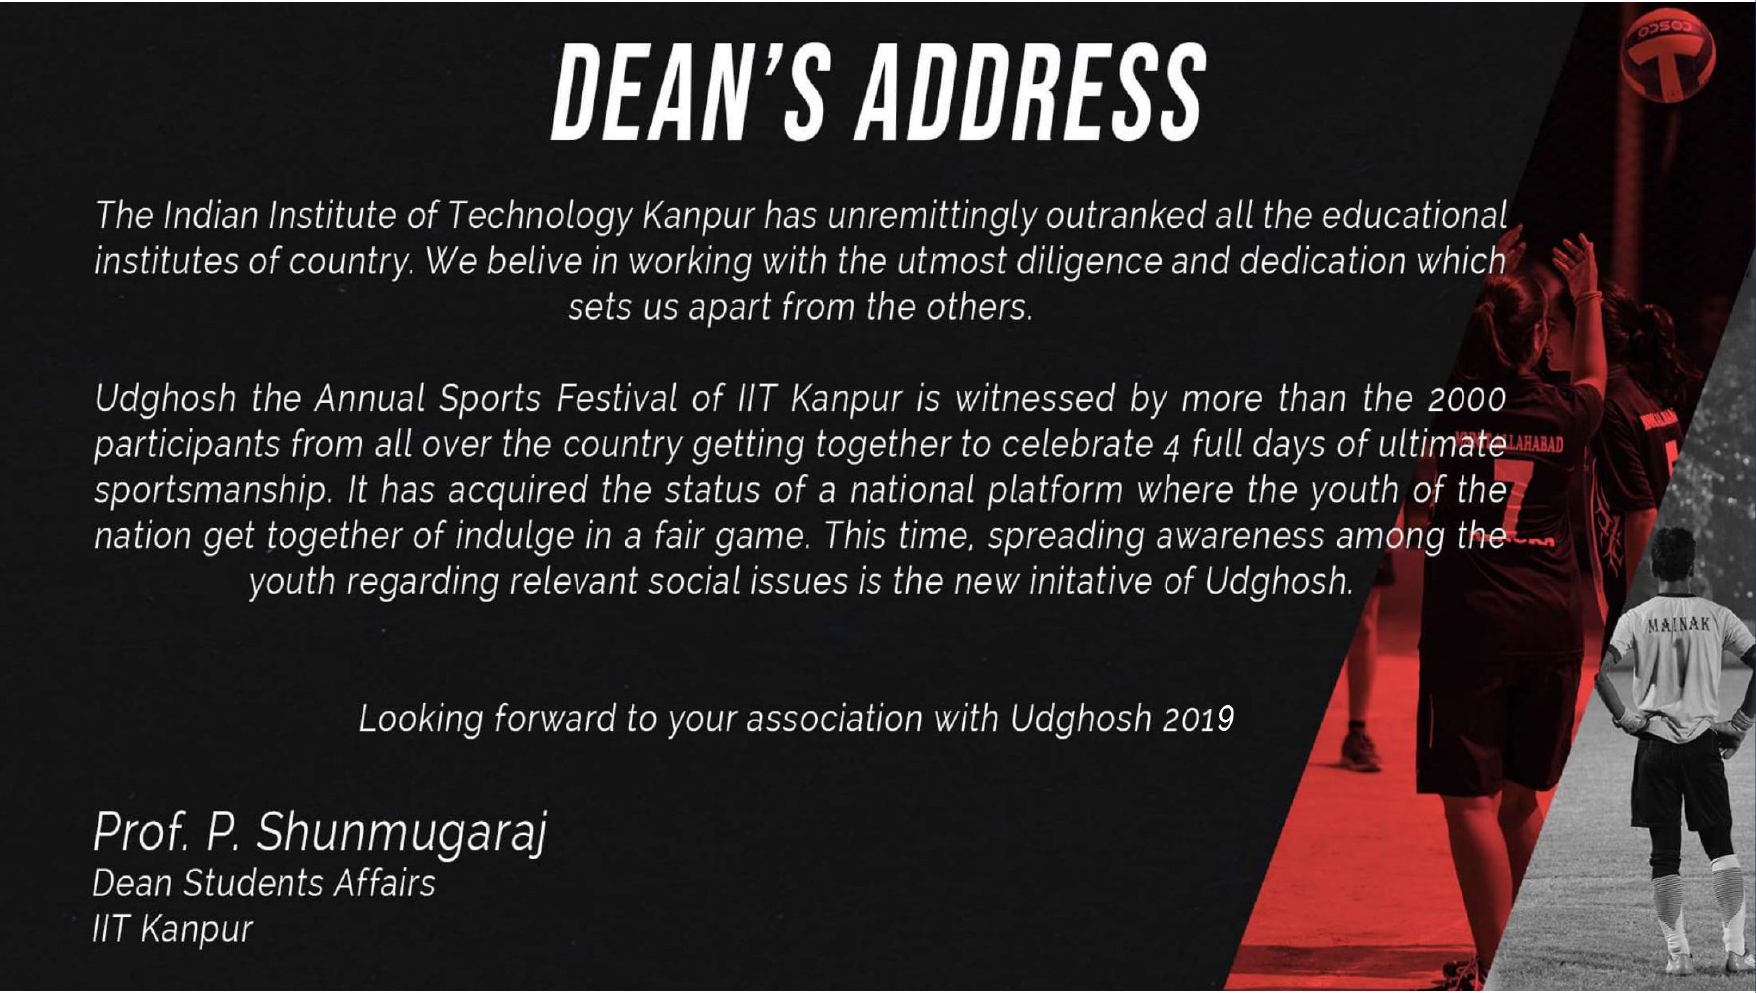 DEAN'S ADDRESS
The Indian Institute of Technology Kanpur has unremittingly outranked all the educational
institutes of country. We belive in working with the utmost diligence and dedication which
sets us apart from the others.
Udghosh the Annual Sports Festival of IIT Kanpur is witnessed by more than the 2000
participants from all over the country getting together to celebrate 4 full days of ultimate
sportsmanship. It has acquired the status of a national platform where the youth of the
nation get together of indulge in a fair game. This time, spreading awareness among the
youth regarding relevant social issues is the new initative of Udghosh.
Looking forward to your association with Udghosh 2019
Prof. P. Shunmugaraj
Dean Students Affairs
IIT Kanpur
COSCO
ALLAHABAD
7
MAINAK
1